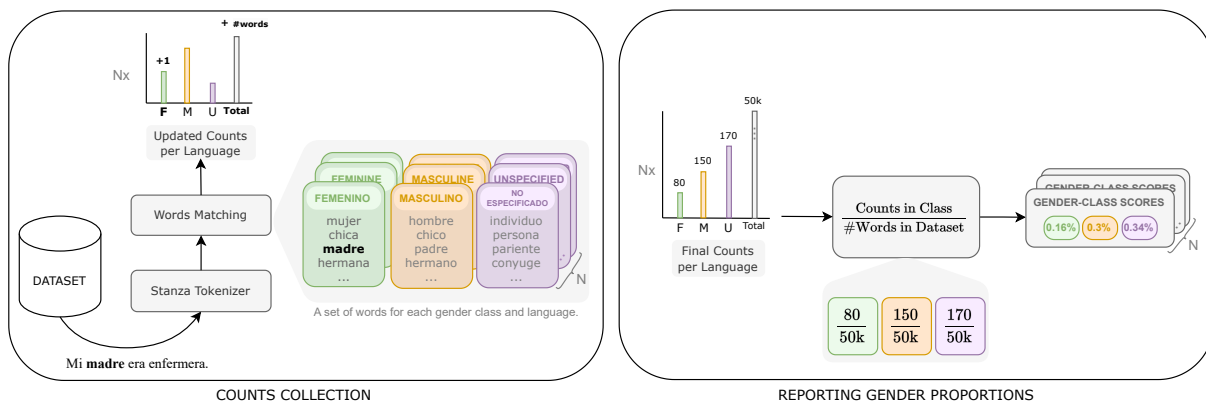 + #words
+1
Nx
F M U Total
Updated Counts
per Language
Words Matching
DATASET
Stanza Tokenizer
Mi madre era enfermera.
FEMININE
MASCULINE
UNSPECIFIED
FEMENINO
mujer
chica
madre
hermana
...
MASCULINO
hombre
chico
padre
hermano
...
NO
ESPECIFICADO
individuo
persona
pariente
conyuge
...
N
A set of words for each gender class and language.
COUNTS COLLECTION
50k
170
150
80
Nx
F M U Total
Final Counts
per Language
Counts in Class
#Words in Dataset
80
50k
150
50k
170
50k
GENDER-CLASS SCORES
GENDER-CLASS SCORES
0.16% 0.3% 0.34%
N
REPORTING GENDER PROPORTIONS